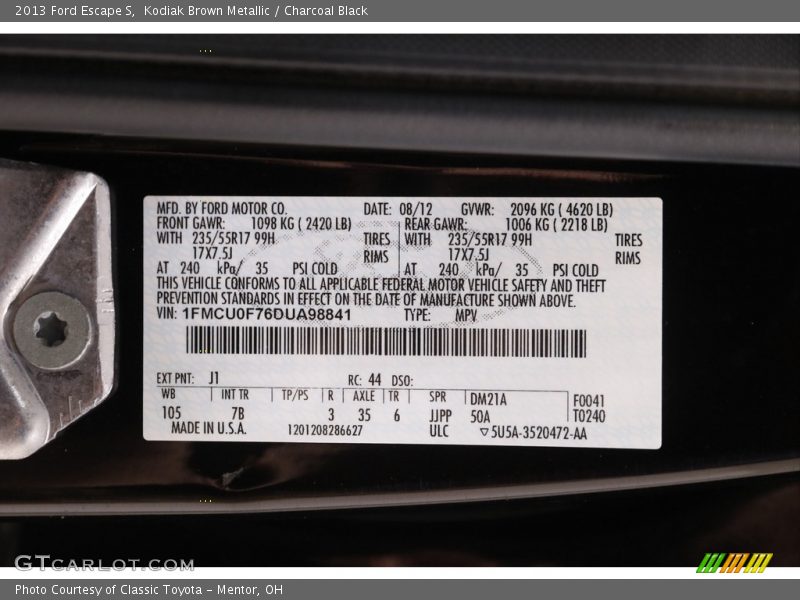 2013 Ford Escape S, Kodiak Brown Metallic / Charcoal Black
MFD. BY FORD MOTOR CO. DATE: 08/12 GVWR: 2096 KG ( 4620 LB)
FRONT GAWR: 1098 KG ( 2420 LB) REAR GAWR: 1006 KG ( 2218 LB)
WITH 235/55R17 99H TIRES WITH 235/55R17 99H TIRES
17X7.5J RIMS 17X7.5J RIMS
AT 240 kPa/ 35 PSI COLD AT 240 kPa/ 35 PSI COLD
THIS VEHICLE CONFORMS TO ALL APPLICABLE FEDERAL MOTOR VEHICLE SAFETY AND THEFT
PREVENTION STANDARDS IN EFFECT ON THE DATE OF MANUFACTURE SHOWN ABOVE.
VIN: 1FMCU0F76DUA98841 TYPE: MPV
EXT PNT: J1 RC: 44 DSO:
WB INT TR TP/PS R AXLE TR SPR DM21A F0041
105 7B 3 35 6 JJPP 50A T0240
MADE IN U.S.A. 1201208286627 ULC ▽5U5A-3520472-AA
GTCARLOT.COM
Photo Courtesy of Classic Toyota - Mentor, OH